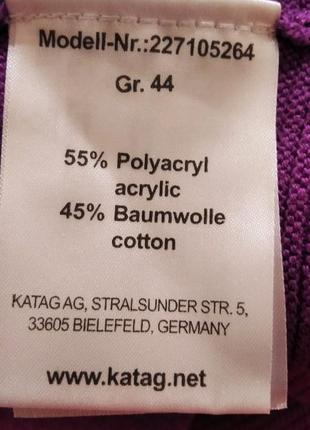 Modell-Nr.:227105264
Gr. 44
55% Polyacryl
acrylic
45% Baumwolle
cotton
KATAG AG, STRALSUNDER STR. 5,
33605 BIELEFELD, GERMANY
www.katag.net